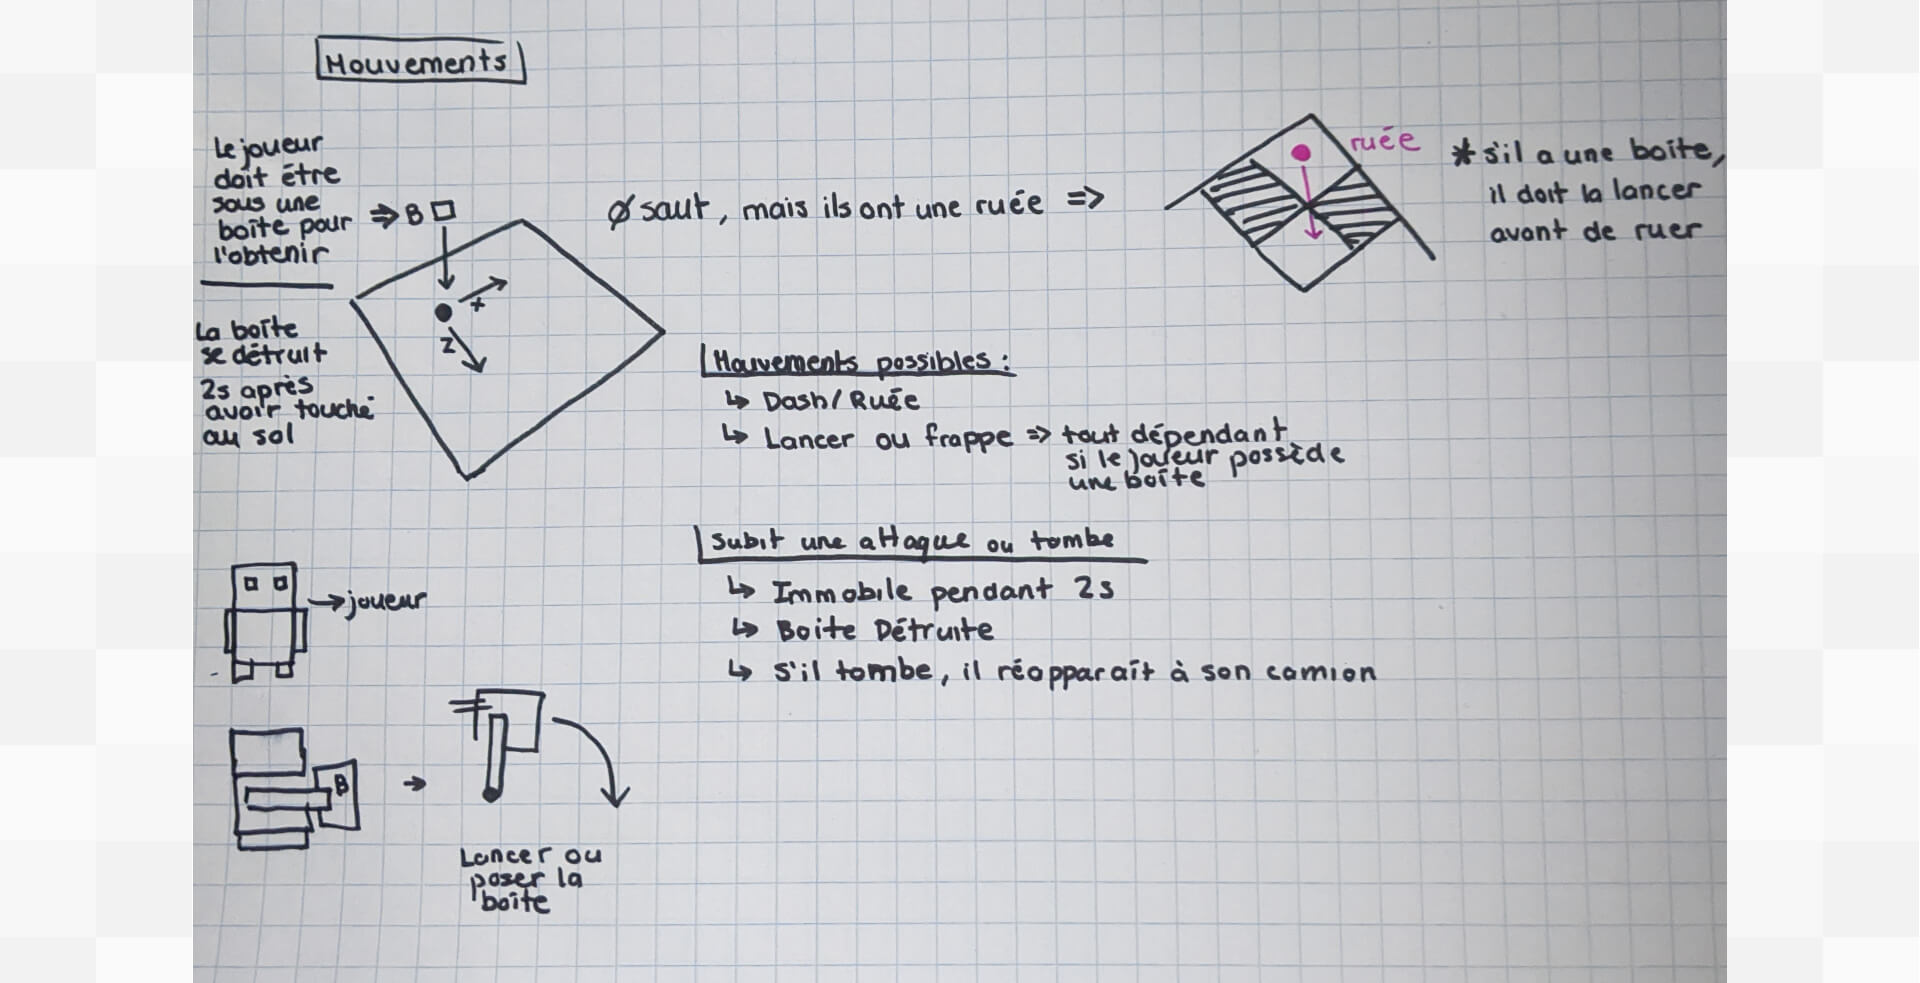 Mouvements
Le joueur
doit être
sous une
boîte pour
l'obtenir
⇒ B
La boîte
se détruit
2s après
avoir touché
au sol
x
z
Ø saut, mais ils ont une ruée ⇒
ruée
* s'il a une boite,
il doit la lancer
avant de ruer
Mouvements possibles :
↳ Dash/Ruée
↳ Lancer ou frappe ⇒ tout dépendant
si le joueur possède
une boîte
Subit une attaque ou tombe
↳ Immobile pendant 2s
↳ Boite Détruite
↳ S'il tombe, il réapparaît à son camion
→ joueur
B
→
Lancer ou
poser la
boîte